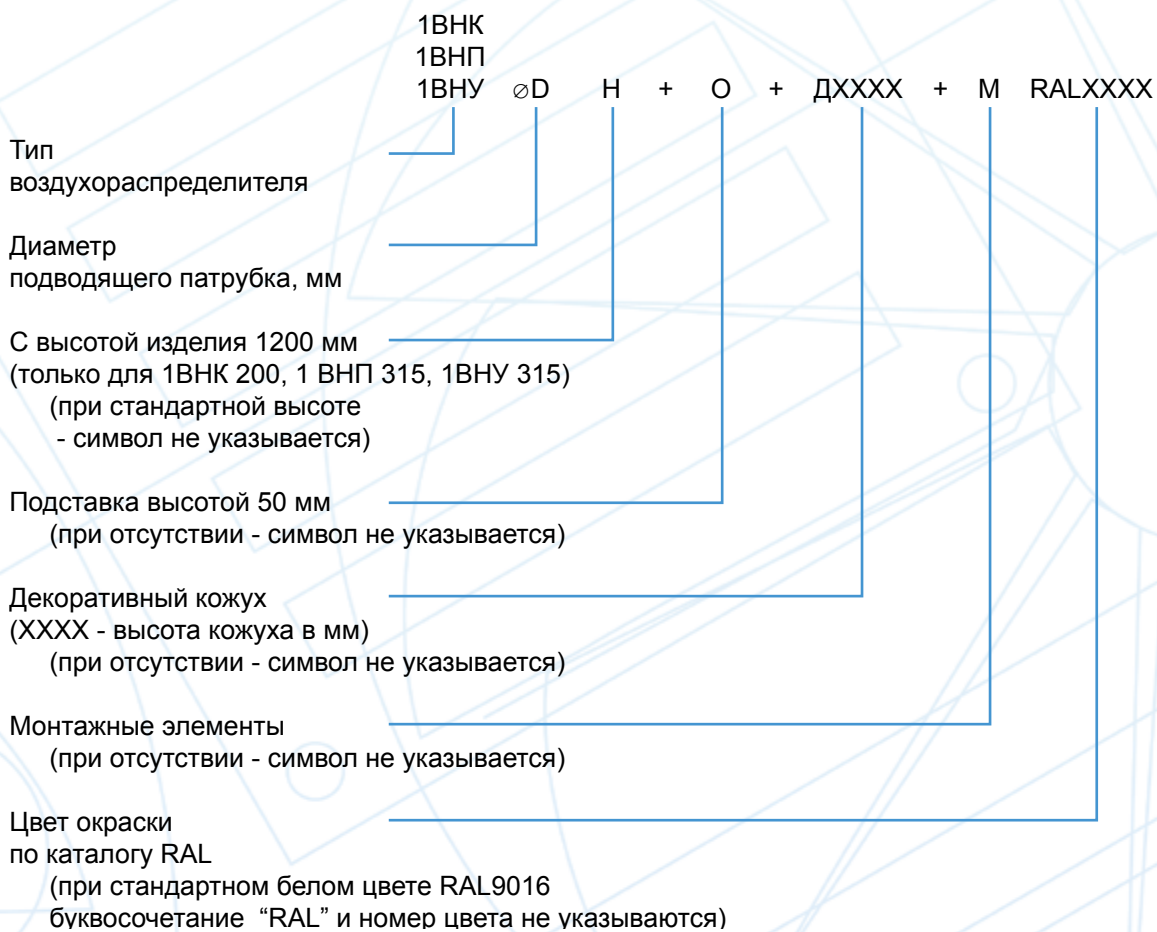 1ВНК
1ВНП
1ВНУ ⌀D Н + О + ДХХХХ + М RALXXXX
Тип
воздухораспределителя
Диаметр
подводящего патрубка, мм
С высотой изделия 1200 мм
(только для 1ВНК 200, 1 ВНП 315, 1ВНУ 315)
(при стандартной высоте
- символ не указывается)
Подставка высотой 50 мм
(при отсутствии - символ не указывается)
Декоративный кожух
(ХХХХ - высота кожуха в мм)
(при отсутствии - символ не указывается)
Монтажные элементы
(при отсутствии - символ не указывается)
Цвет окраски
по каталогу RAL
(при стандартном белом цвете RAL9016
буквосочетание “RAL” и номер цвета не указываются)